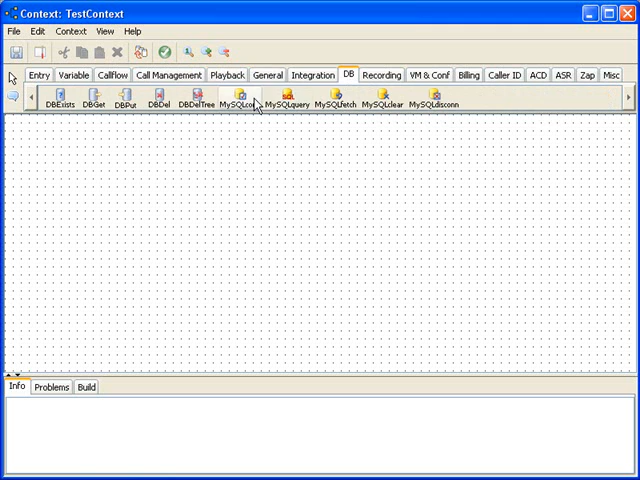 Context: TestContext
File Edit Context View Help
Entry Variable Callflow Call Management Playback General Integration DB Recording VM & Conf Billing Caller ID ACD ASR Zap Misc
DBExists DBGet DBPut DBDel DBDelTree MySQLcon MySQLquery MySQLfetch MySQLclear MySQLdisconn
Info Problems Build